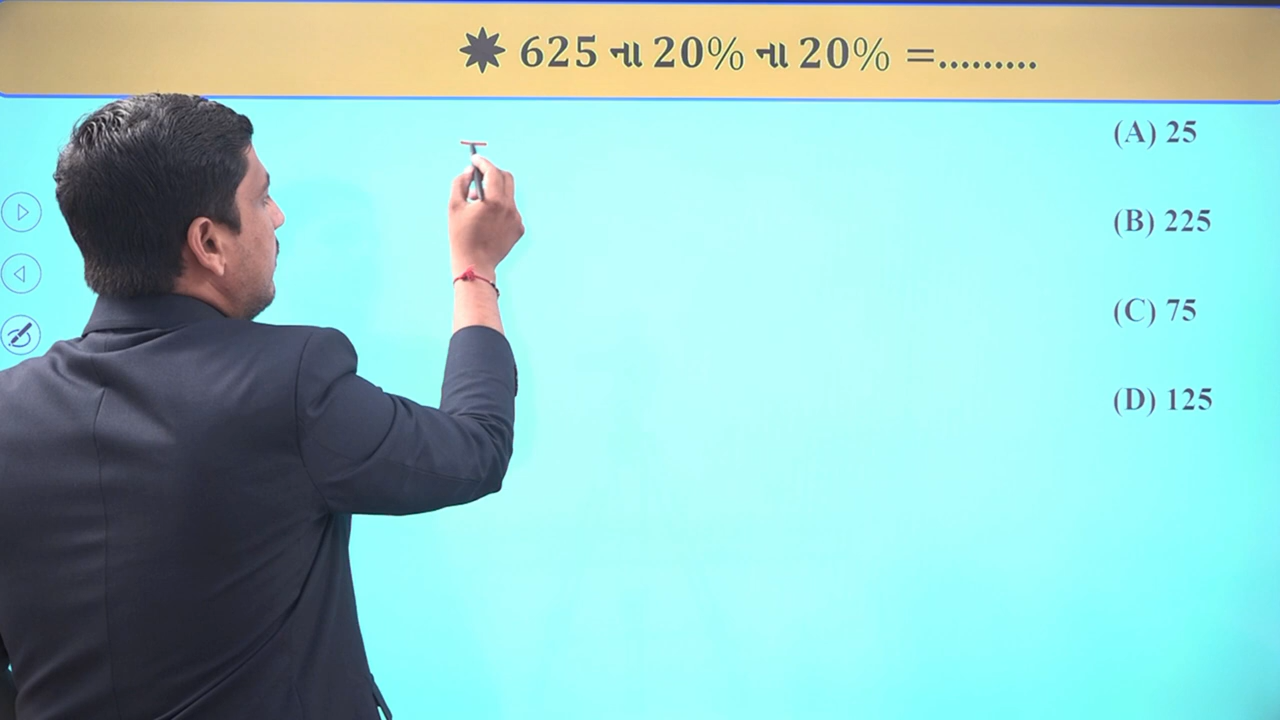 625 ના 20% ના 20% =.........
(A) 25
(B) 225
(C) 75
(D) 125